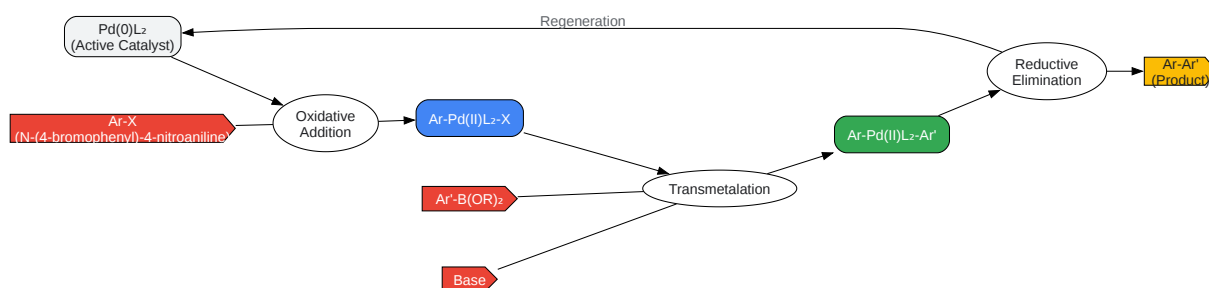 Regeneration
Pd(0)L₂
(Active Catalyst)
Reductive
Elimination
Ar-Ar'
(Product)
Ar-X
(N-(4-bromophenyl)-4-nitroaniline)
Oxidative
Addition
Ar-Pd(II)L₂-X
Ar-Pd(II)L₂-Ar'
Ar'-B(OR)₂
Transmetalation
Base